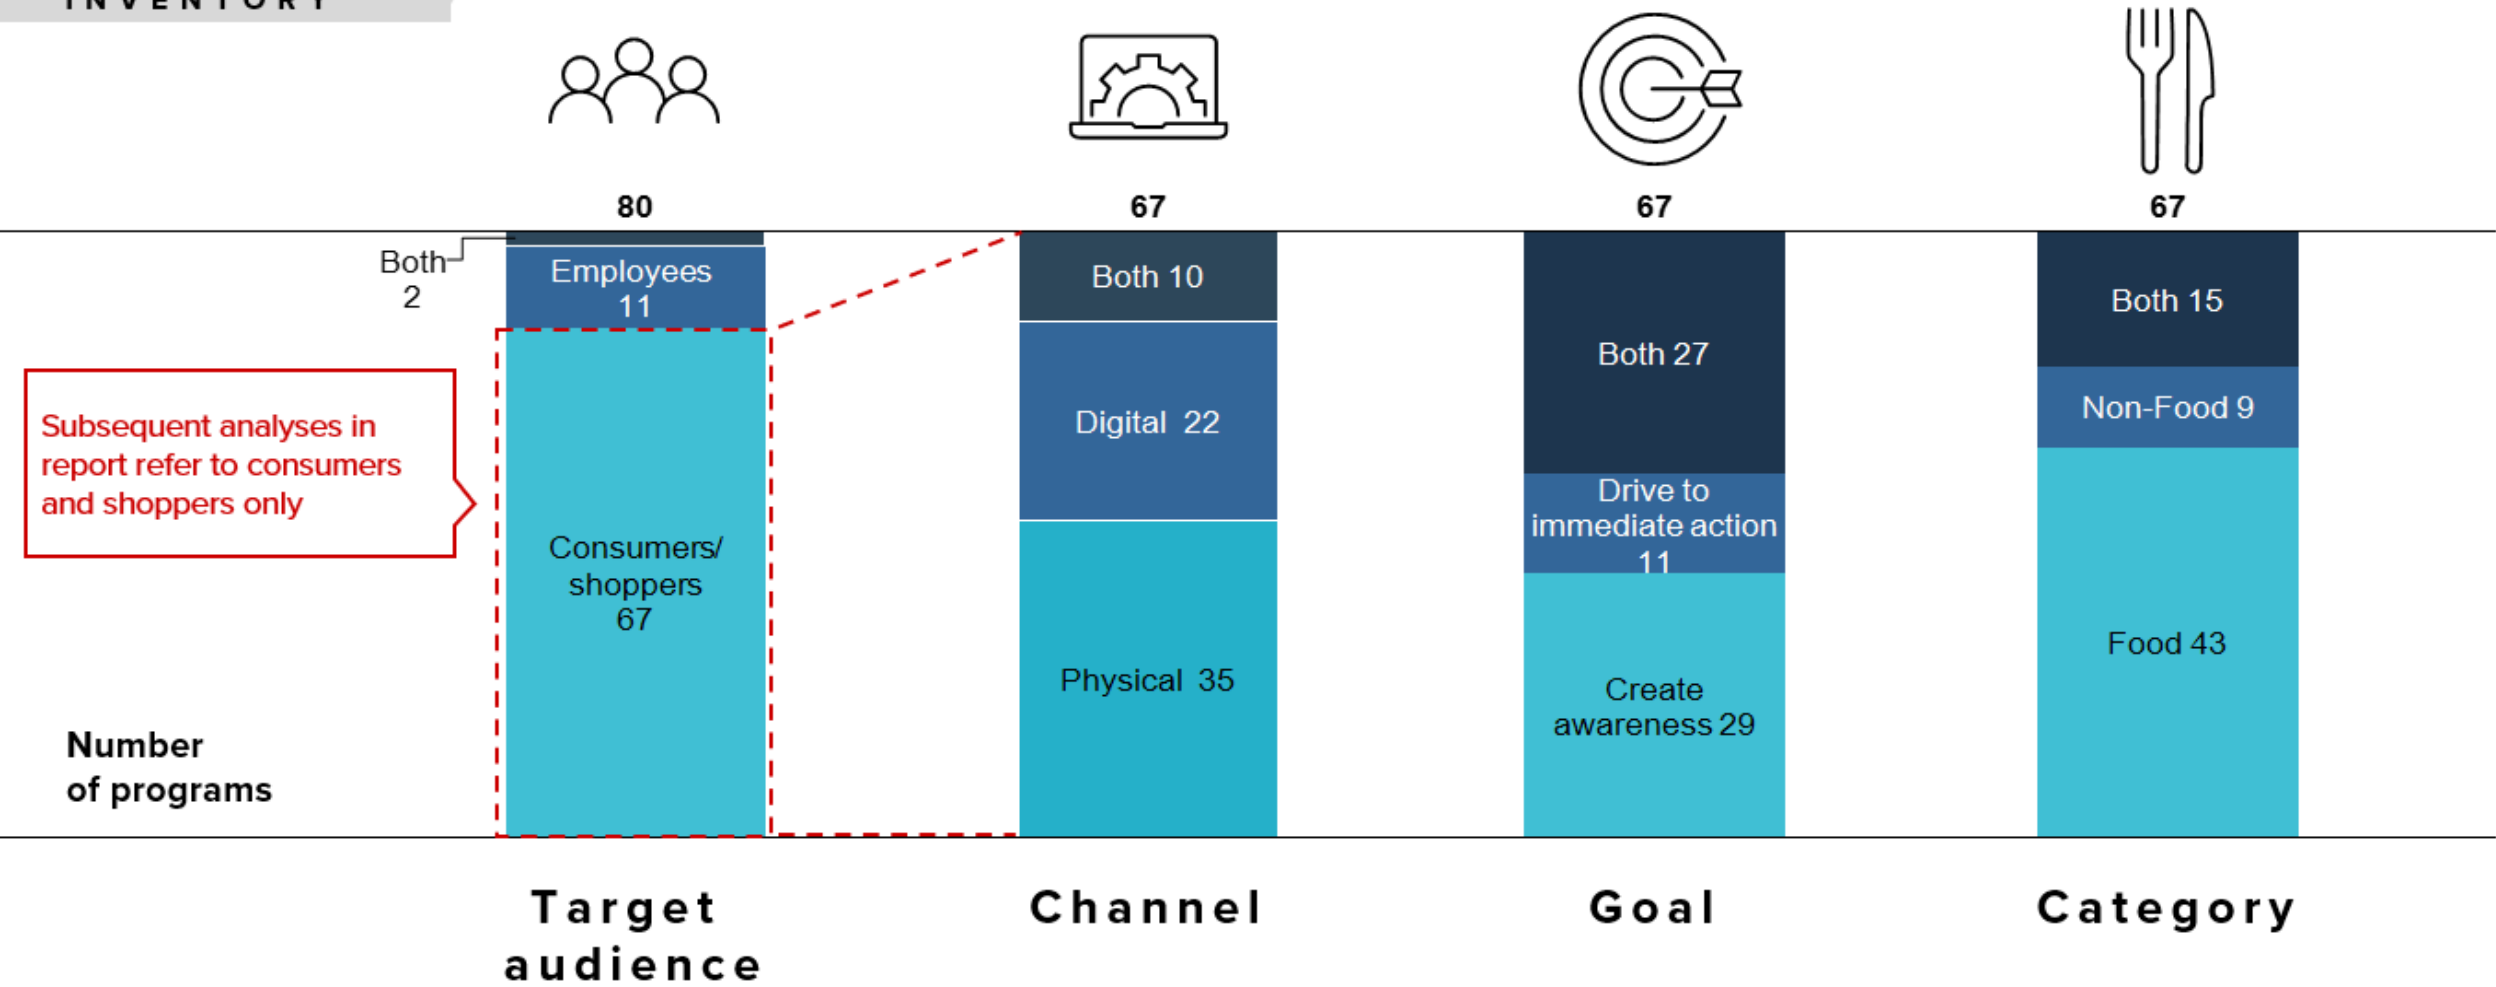 INVENTORY
80
67
67
67
Both
2
Employees
11
Both 10
Both 27
Both 15
Digital 22
Non-Food 9
Subsequent analyses in
report refer to consumers
and shoppers only
Consumers/
shoppers
67
Drive to
immediate action
11
Physical 35
Create
awareness 29
Food 43
Number
of programs
Target
audience
Channel
Goal
Category